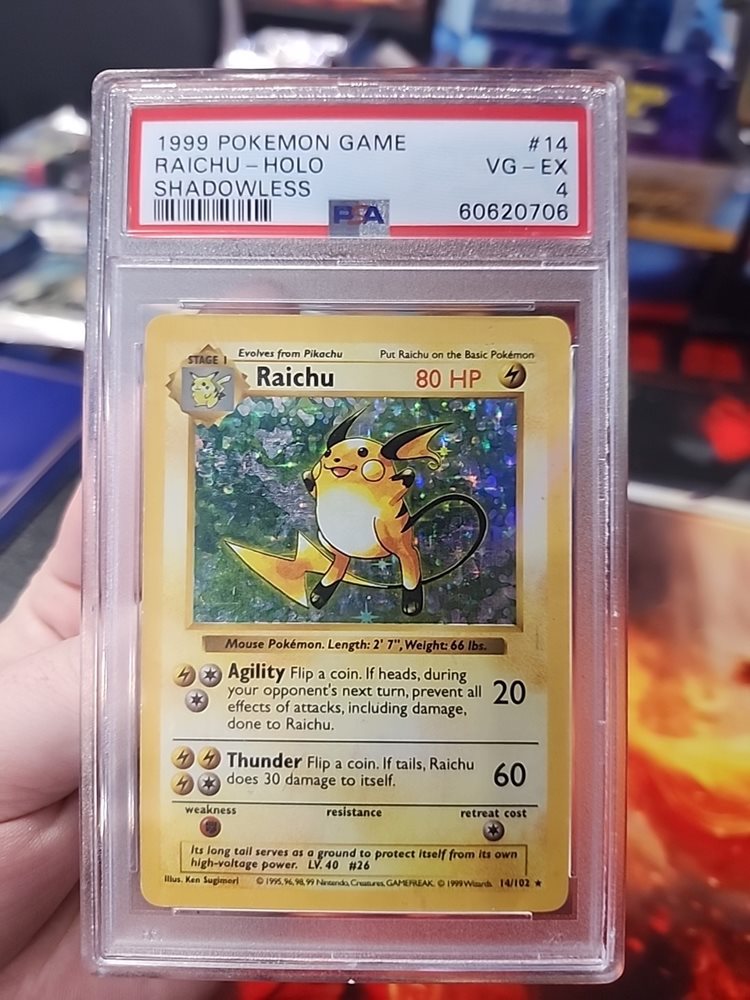 1999 POKEMON GAME #14
RAICHU - HOLO VG - EX
SHADOWLESS 4
PSA 60620706
STAGE 1 Evolves from Pikachu Put Raichu on the Basic Pokémon
Raichu 80 HP
Mouse Pokémon. Length: 2' 7", Weight: 66 lbs.
Agility Flip a coin. If heads, during
your opponent's next turn, prevent all
effects of attacks, including damage,
done to Raichu.
20
Thunder Flip a coin. If tails, Raichu
does 30 damage to itself.
60
weakness resistance retreat cost
Its long tail serves as a ground to protect itself from its own
high-voltage power. LV. 40 #26
Illus. Ken Sugimori © 1995, 96, 98, 99 Nintendo, Creatures, GAMEFREAK. © 1999 Wizards. 14/102 ★